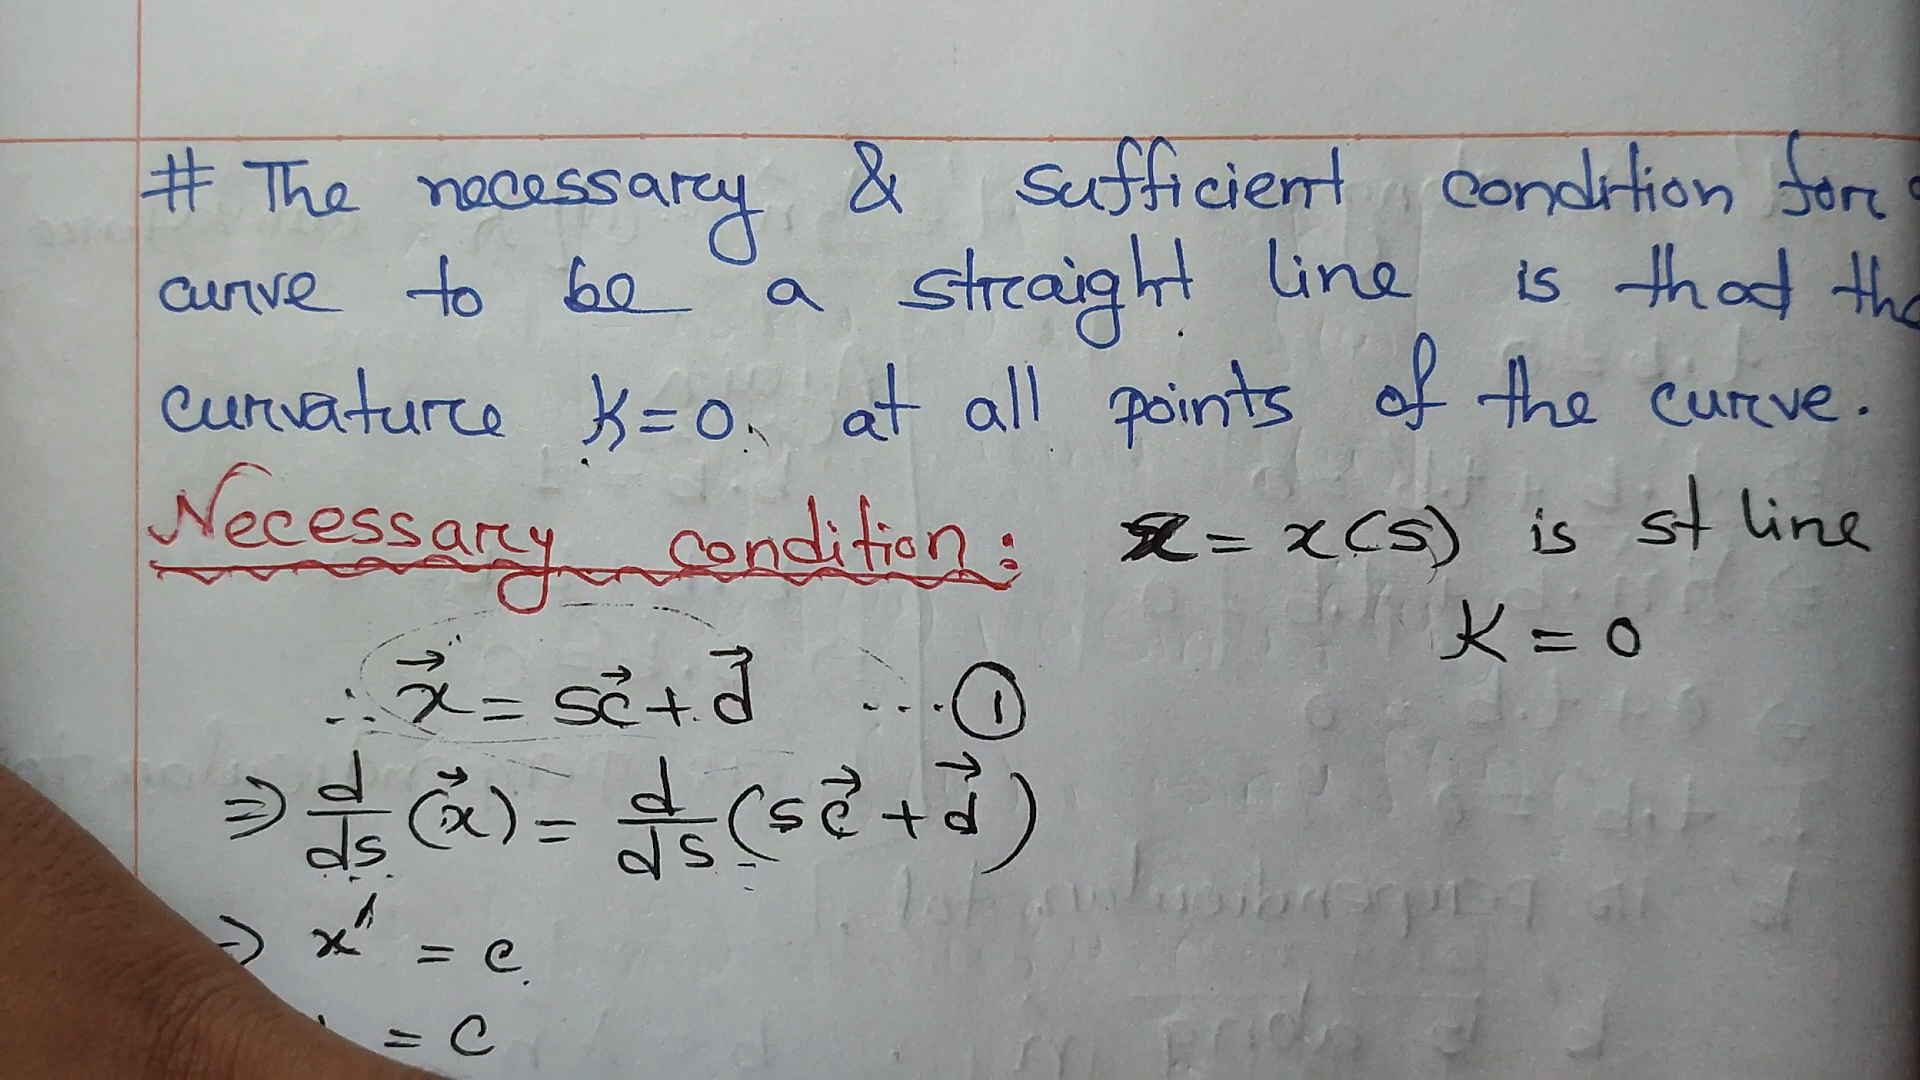 # The necessary & sufficient condition for
curve to be a straight line is that the
curvature K=0. at all points of the curve.
Necessary condition: x = x(s) is st line
K = 0
∴ x⃗ = sc⃗ + d⃗ ...①
⇒ d/ds (x⃗) = d/ds (sc⃗ + d⃗)
⇒ x' = c
= c